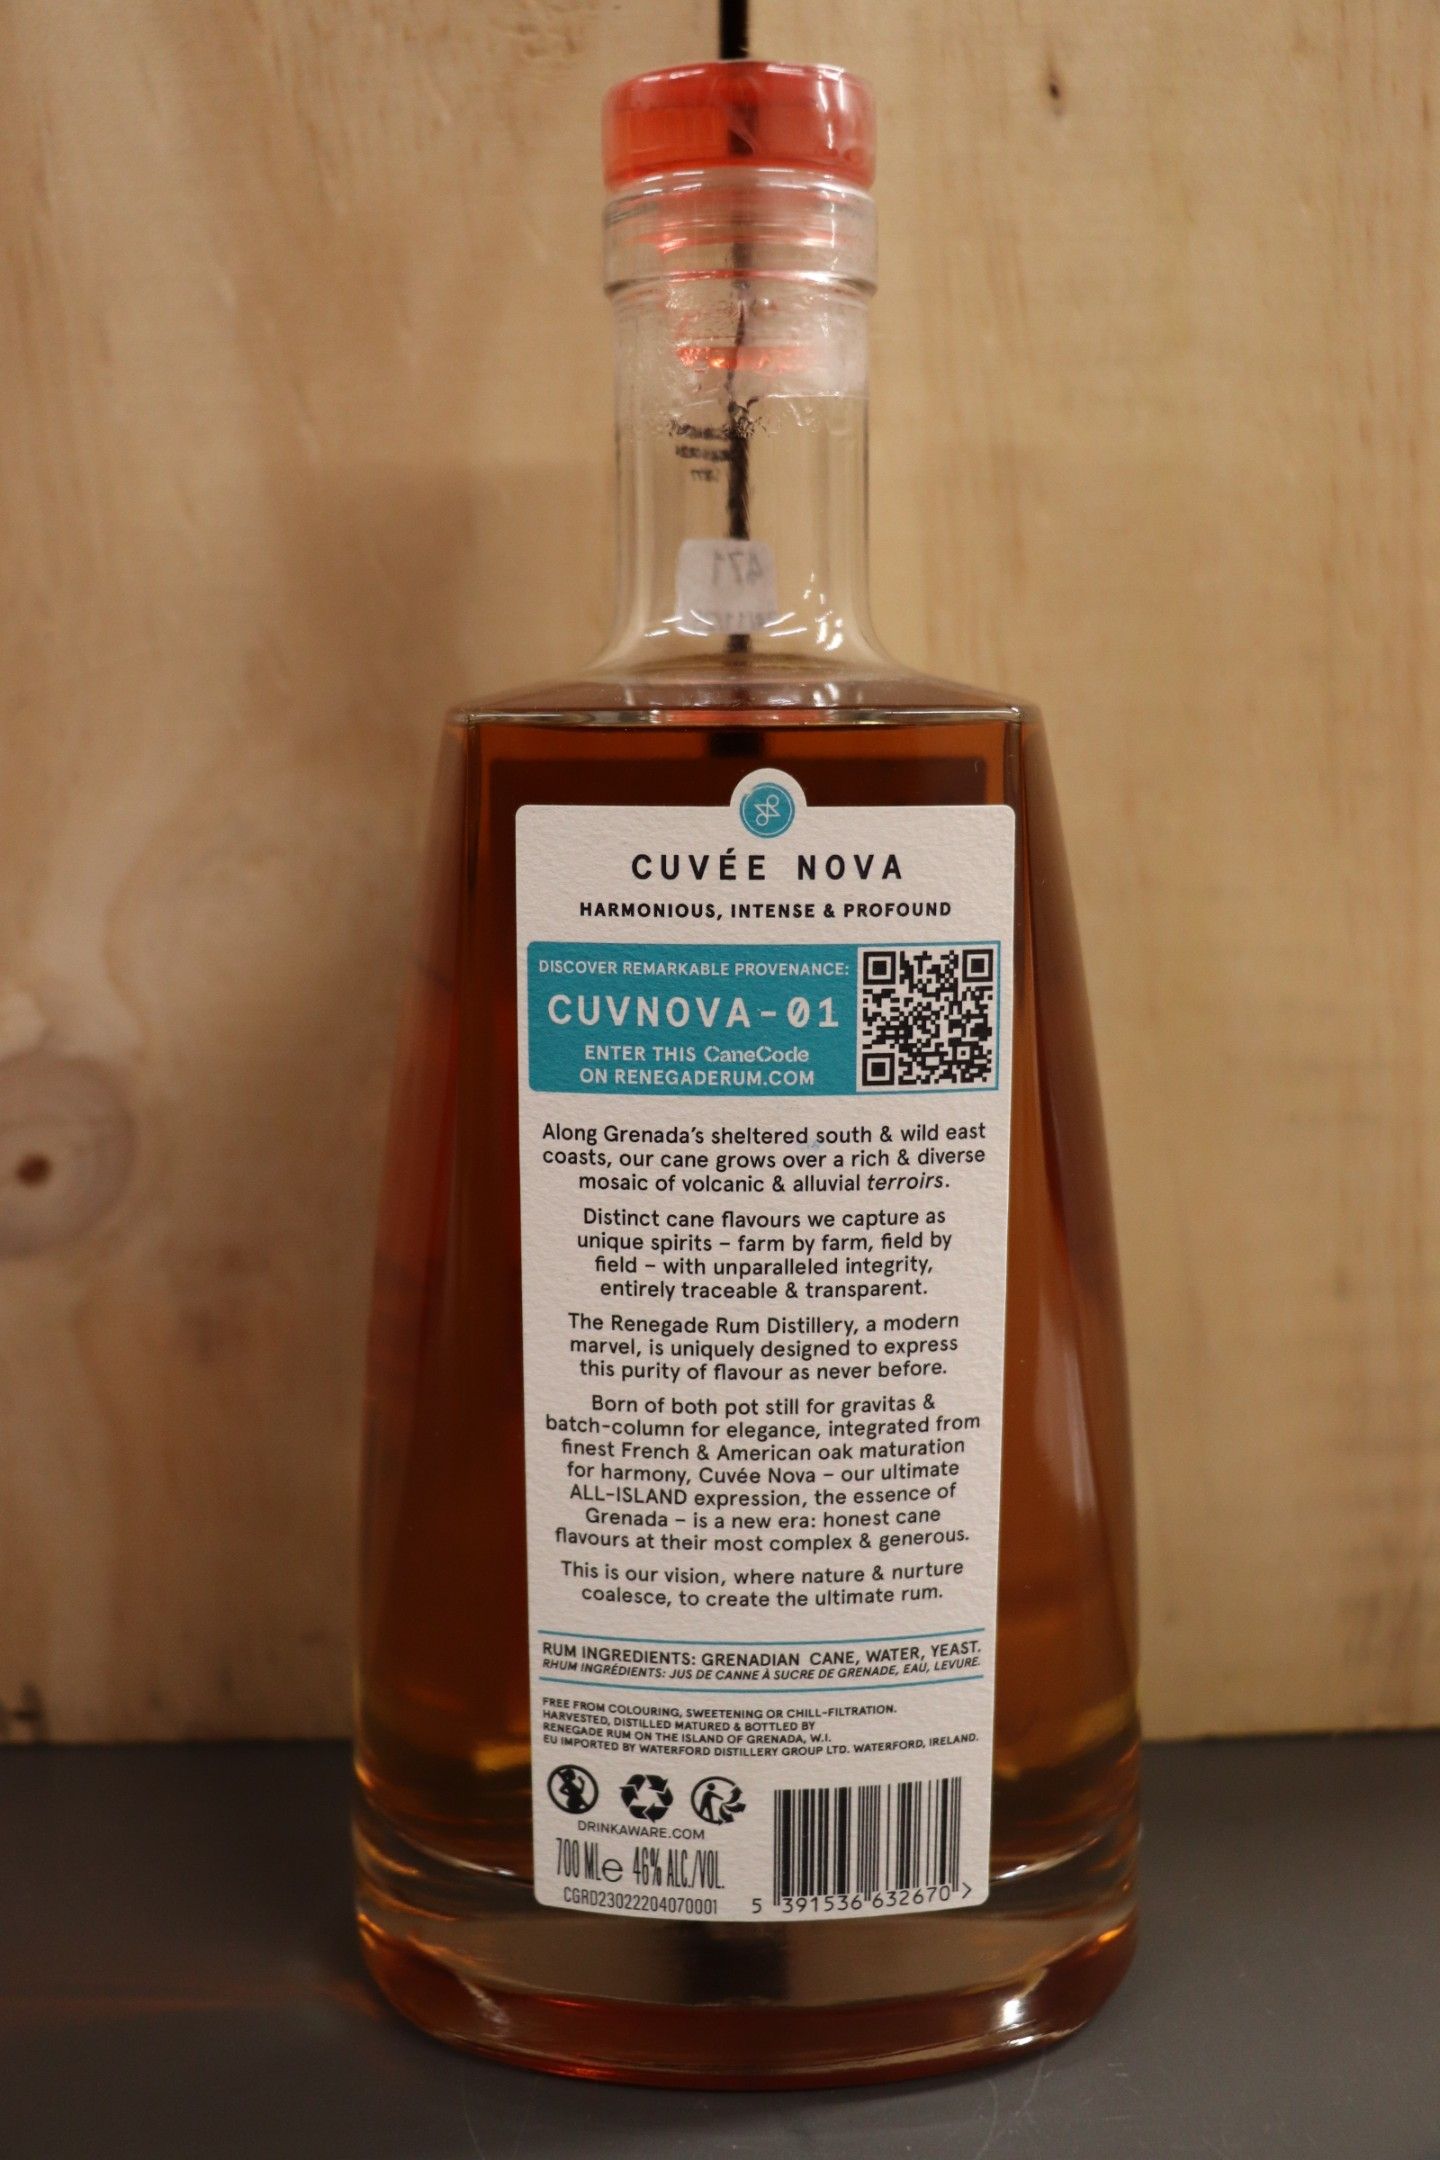 CUVÉE NOVA
HARMONIOUS, INTENSE & PROFOUND
DISCOVER REMARKABLE PROVENANCE:
CUVNOVA-01
ENTER THIS CaneCode
ON RENEGADERUM.COM
Along Grenada's sheltered south & wild east
coasts, our cane grows over a rich & diverse
mosaic of volcanic & alluvial terroirs.
Distinct cane flavours we capture as
unique spirits – farm by farm, field by
field – with unparalleled integrity,
entirely traceable & transparent.
The Renegade Rum Distillery, a modern
marvel, is uniquely designed to express
this purity of flavour as never before.
Born of both pot still for gravitas &
batch-column for elegance, integrated from
finest French & American oak maturation
for harmony, Cuvée Nova – our ultimate
ALL-ISLAND expression, the essence of
Grenada – is a new era: honest cane
flavours at their most complex & generous.
This is our vision, where nature & nurture
coalesce, to create the ultimate rum.
RUM INGREDIENTS: GRENADIAN CANE, WATER, YEAST.
RHUM INGRÉDIENTS: JUS DE CANNE À SUCRE DE GRENADE, EAU, LEVURE.
FREE FROM COLOURING, SWEETENING OR CHILL-FILTRATION.
HARVESTED, DISTILLED MATURED & BOTTLED BY
RENEGADE RUM ON THE ISLAND OF GRENADA, W.I.
EU IMPORTED BY WATERFORD DISTILLERY GROUP LTD. WATERFORD, IRELAND.
DRINKAWARE.COM
700 MLe 46% ALC./VOL.
CGRD23022204070001
5 391536 632670 >
471